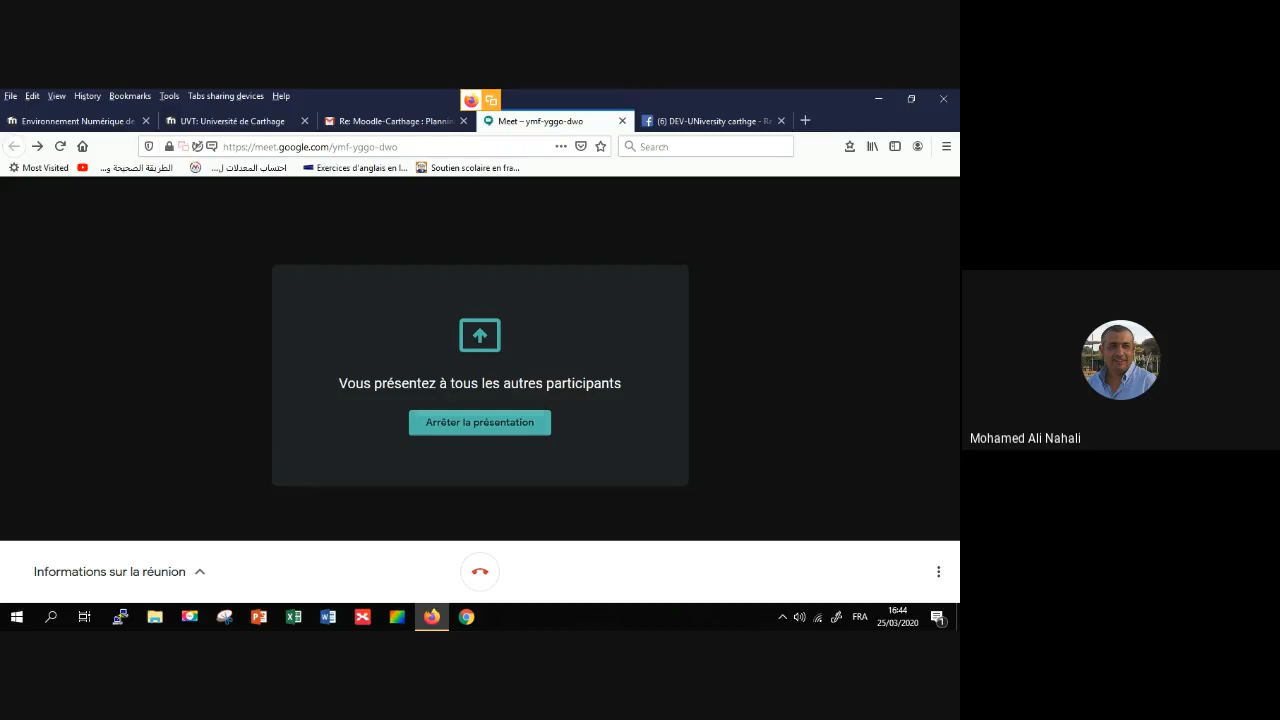 File Edit View History Bookmarks Tools Tabs sharing devices Help
Environnement Numérique de
UVT: Université de Carthage
Re: Moodle-Carthage : Plannin
Meet – ymf-yggo-dwo
(6) DEV-UNiversity carthge - Re
https://meet.google.com/ymf-yggo-dwo
Search
Most Visited
الطريقة الصحيحة و...
احتساب المعدلات ل...
Exercices d'anglais en l...
Soutien scolaire en fra...
Vous présentez à tous les autres participants
Arrêter la présentation
Mohamed Ali Nahali
Informations sur la réunion
FRA
16:44
25/03/2020
1